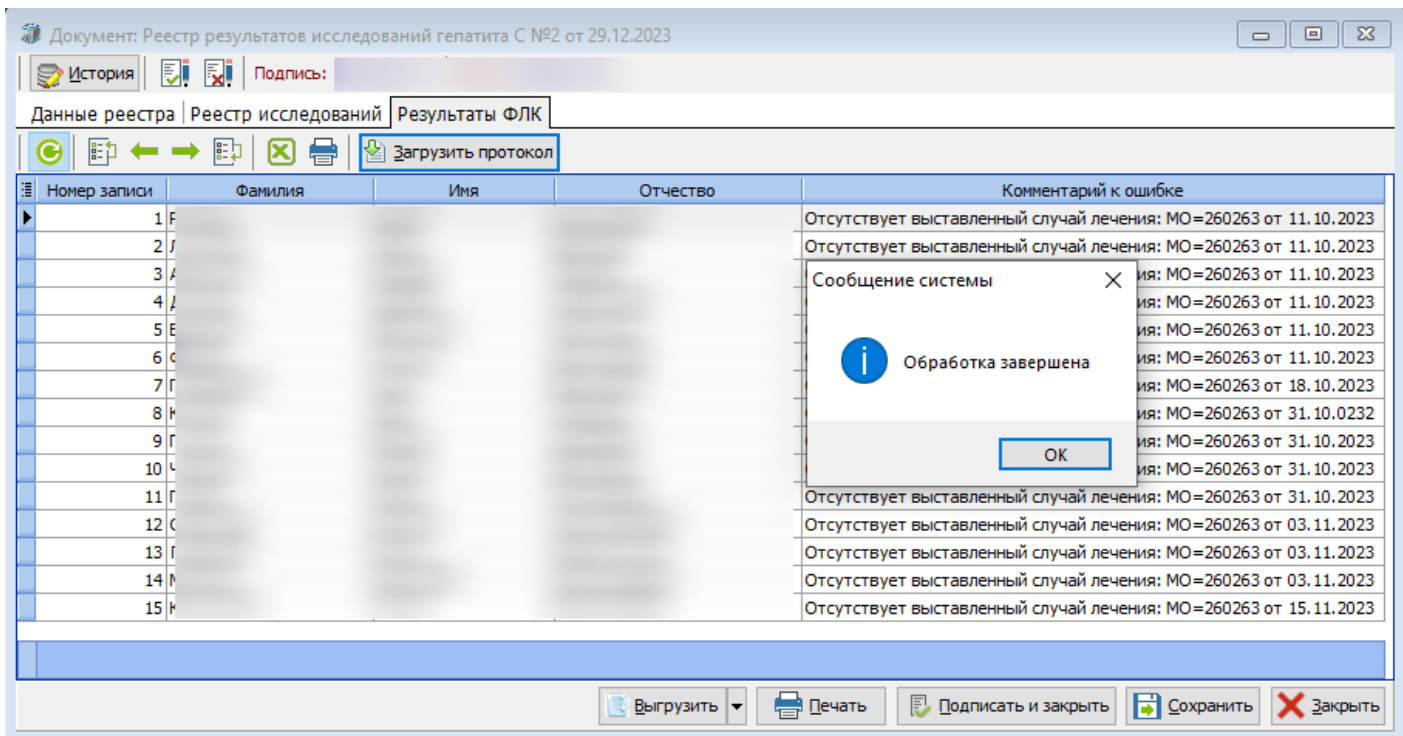 Документ: Реестр результатов исследований гепатита С №2 от 29.12.2023
История Подпись:
Данные реестра Реестр исследований Результаты ФЛК
Загрузить протокол
Номер записи Фамилия Имя Отчество Комментарий к ошибке
1 Отсутствует выставленный случай лечения: МО=260263 от 11.10.2023
2 Отсутствует выставленный случай лечения: МО=260263 от 11.10.2023
3 ия: МО=260263 от 11.10.2023
4 ия: МО=260263 от 11.10.2023
5 ия: МО=260263 от 11.10.2023
6 ия: МО=260263 от 11.10.2023
7 ия: МО=260263 от 18.10.2023
8 ия: МО=260263 от 31.10.0232
9 ия: МО=260263 от 31.10.2023
10 ия: МО=260263 от 31.10.2023
11 Отсутствует выставленный случай лечения: МО=260263 от 31.10.2023
12 Отсутствует выставленный случай лечения: МО=260263 от 03.11.2023
13 Отсутствует выставленный случай лечения: МО=260263 от 03.11.2023
14 Отсутствует выставленный случай лечения: МО=260263 от 03.11.2023
15 Отсутствует выставленный случай лечения: МО=260263 от 15.11.2023
Сообщение системы
Обработка завершена
OK
Выгрузить Печать Подписать и закрыть Сохранить Закрыть